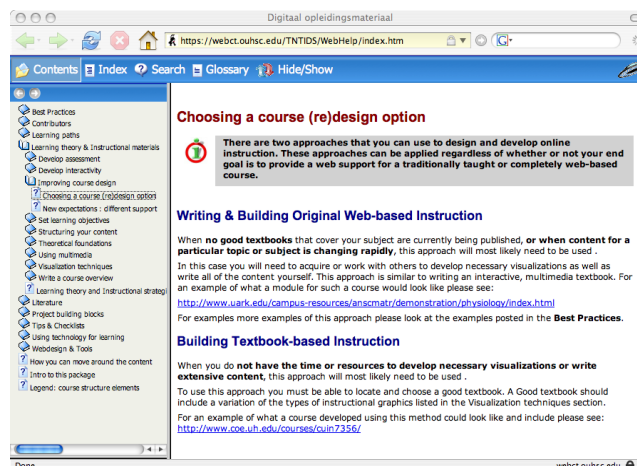 Digitaal opleidingsmateriaal
https://webct.ouhsc.edu/TNTIDS/WebHelp/index.htm
G
Contents Index Search Glossary Hide/Show
Best Practices
Contributors
Learning paths
Learning theory & Instructional materials
Develop assessment
Develop interactivity
Improving course design
Choosing a course (re)design option
New expectations : different support
Set learning objectives
Structuring your content
Theoretical foundations
Using multimedia
Visualization techniques
Write a course overview
Learning theory and Instructional strategi
Literature
Project building blocks
Tips & Checklists
Using technology for learning
Webdesign & Tools
How you can move around the content
Intro to this package
Legend: course structure elements
Choosing a course (re)design option
There are two approaches that you can use to design and develop online
instruction. These approaches can be applied regardless of whether or not your end
goal is to provide a web support for a traditionally taught or completely web-based
course.
Writing & Building Original Web-based Instruction
When no good textbooks that cover your subject are currently being published, or when content for a
particular topic or subject is changing rapidly, this approach will most likely need to be used .
In this case you will need to acquire or work with others to develop necessary visualizations as well as
write all of the content yourself. This approach is similar to writing an interactive, multimedia textbook. For
an example of what a module for such a course would look like please see:
http://www.uark.edu/campus-resources/anscmatr/demonstration/physiology/index.html
For examples more examples of this approach please look at the examples posted in the Best Practices.
Building Textbook-based Instruction
When you do not have the time or resources to develop necessary visualizations or write
extensive content, this approach will most likely need to be used .
To use this approach you must be able to locate and choose a good textbook. A Good textbook should
include a variation of the types of instructional graphics listed in the Visualization techniques section.
For an example of what a course developed using this method could look like and include please see:
http://www.coe.uh.edu/courses/cuin7356/
Done
webct.ouhsc.edu